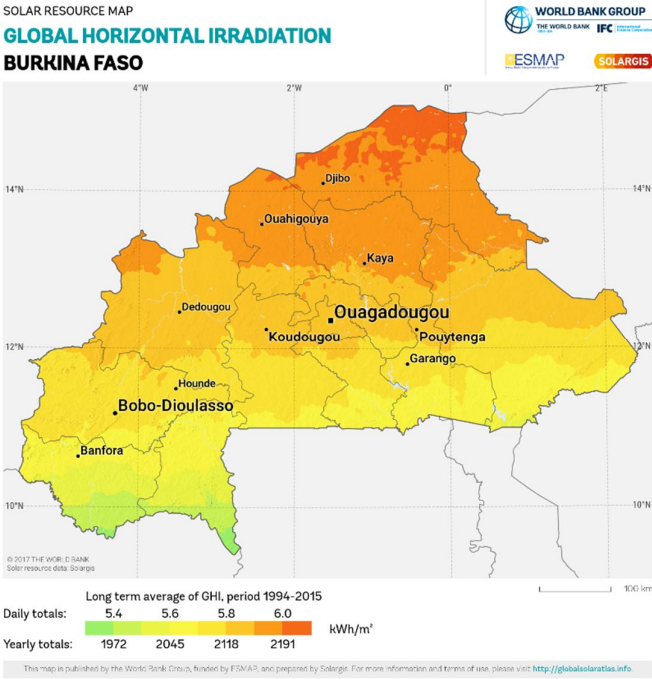 SOLAR RESOURCE MAP
GLOBAL HORIZONTAL IRRADIATION
BURKINA FASO
WORLD BANK GROUP
THE WORLD BANK
IFC
International
Finance Corporation
ESMAP
SOLARGIS
4°W
2°W
0°
2°E
14°N
14°N
Djibo
Ouahigouya
Kaya
Dedougou
Ouagadougou
Koudougou
Pouytenga
12°N
12°N
Garango
Hounde
Bobo-Dioulasso
Banfora
10°N
10°N
© 2017 THE WORLD BANK
Solar resource data: Solargis
100 km
Long term average of GHI, period 1994-2015
Daily totals: 5.4 5.6 5.8 6.0
kWh/m²
Yearly totals: 1972 2045 2118 2191
This map is published by the World Bank Group, funded by ESMAP, and prepared by Solargis. For more information and terms of use, please visit http://globalsolaratlas.info.